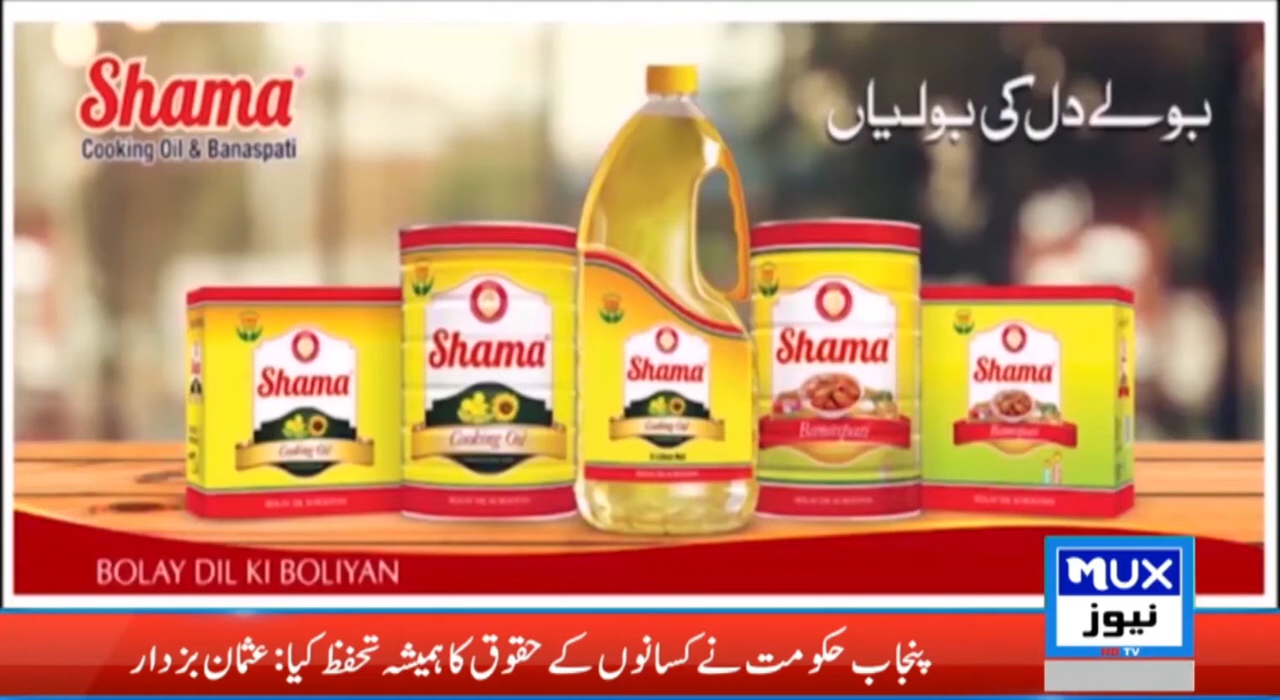 Shama
Cooking Oil & Banaspati
بولے دل کی بولیاں
Shama
Cooking Oil
Shama
Cooking Oil
Shama
Cooking Oil
Shama
Banaspati
Shama
Banaspati
BOLAY DIL KI BOLIYAN
MUX
نیوز
HD TV
پنجاب حکومت نے کسانوں کے حقوق کا ہمیشہ تحفظ کیا: عثمان بزدار